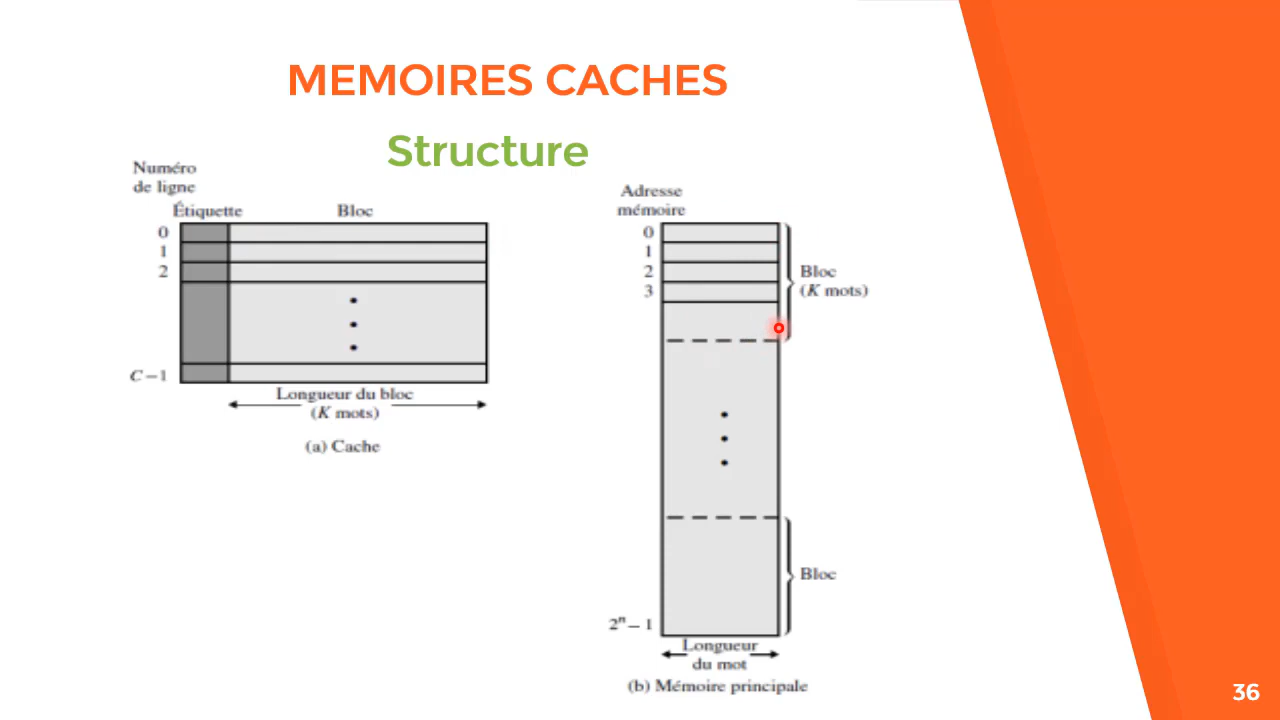 MEMOIRES CACHES
Structure
Numéro
de ligne
Étiquette
Bloc
0
1
2
C – 1
Longueur du bloc
(K mots)
(a) Cache
Adresse
mémoire
0
1
2
3
Bloc
(K mots)
Bloc
2ⁿ – 1
Longueur
du mot
(b) Mémoire principale
36